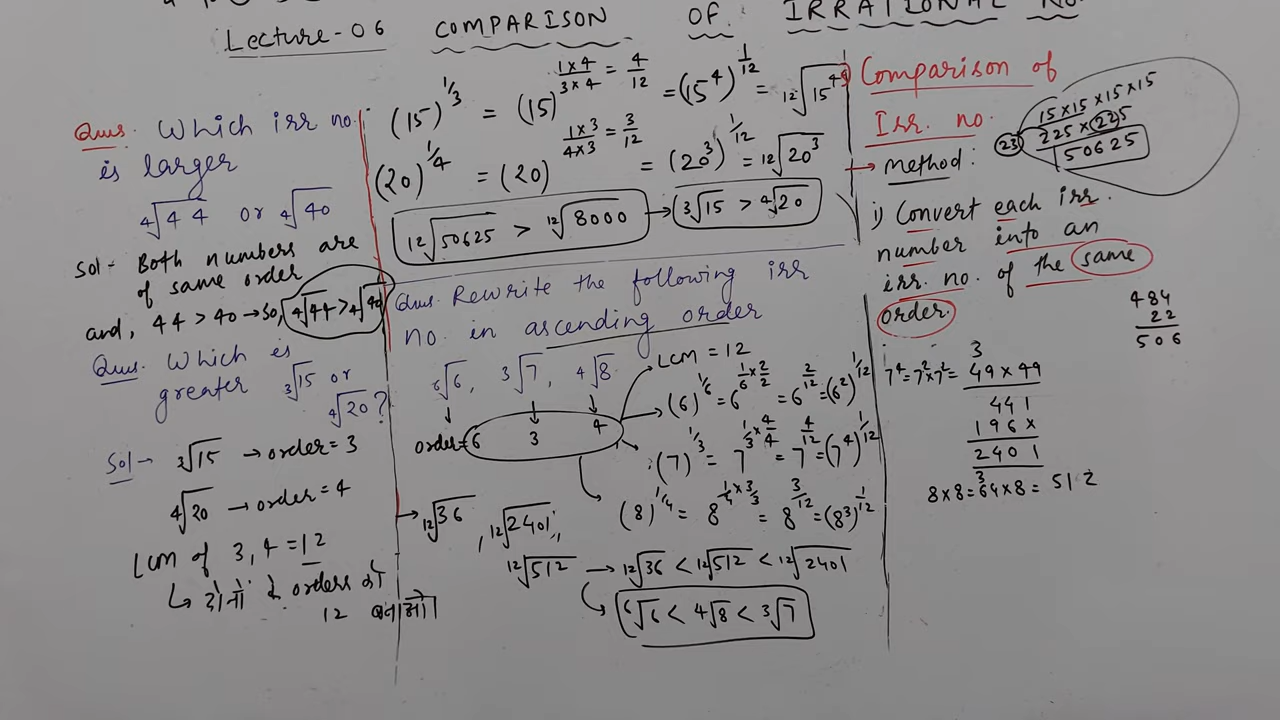 Lecture-06 COMPARISON OF IRRATIONAL NO.
Ques. Which irr no.
is larger
⁴√44 or ⁴√40
Sol- Both numbers are
of same order
and, 44 > 40 → So, ⁴√44 > ⁴√40
Ques. Which is
greater ³√15 or
⁴√20?
Sol → ³√15 → order = 3
⁴√20 → order = 4
LCM of 3, 4 = 12
↳ दोनों के orders को
12 बनाओ
(15)^(1/3) = (15)^(1×4/3×4 = 4/12) = (15⁴)^(1/12) = ¹²√15⁴
(20)^(1/4) = (20)^(1×3/4×3 = 3/12) = (20³)^(1/12) = ¹²√20³
¹²√50625 > ¹²√8000 → ³√15 > ⁴√20
Ques. Rewrite the following irr
no. in ascending order
⁶√6, ³√7, ⁴√8
order = 6 3 4
LCM = 12
(6)^(1/6) = 6^(1/6 × 2/2) = 6^(2/12) = (6²)^(1/12)
(7)^(1/3) = 7^(1/3 × 4/4) = 7^(4/12) = (7⁴)^(1/12)
(8)^(1/4) = 8^(1/4 × 3/3) = 8^(3/12) = (8³)^(1/12)
→ ¹²√36, ¹²√2401,
¹²√512 → ¹²√36 < ¹²√512 < ¹²√2401
⁶√6 < ⁴√8 < ³√7
Comparison of
Irr. no.
→ method:
i) Convert each irr.
number into an
irr. no. of the same
order.
15×15×15×15
23 225 × 225
50625
484
22
506
7⁴ = 7² × 7² = 49 × 49
3
441
196×
2401
3
8×8 = 64×8 = 512